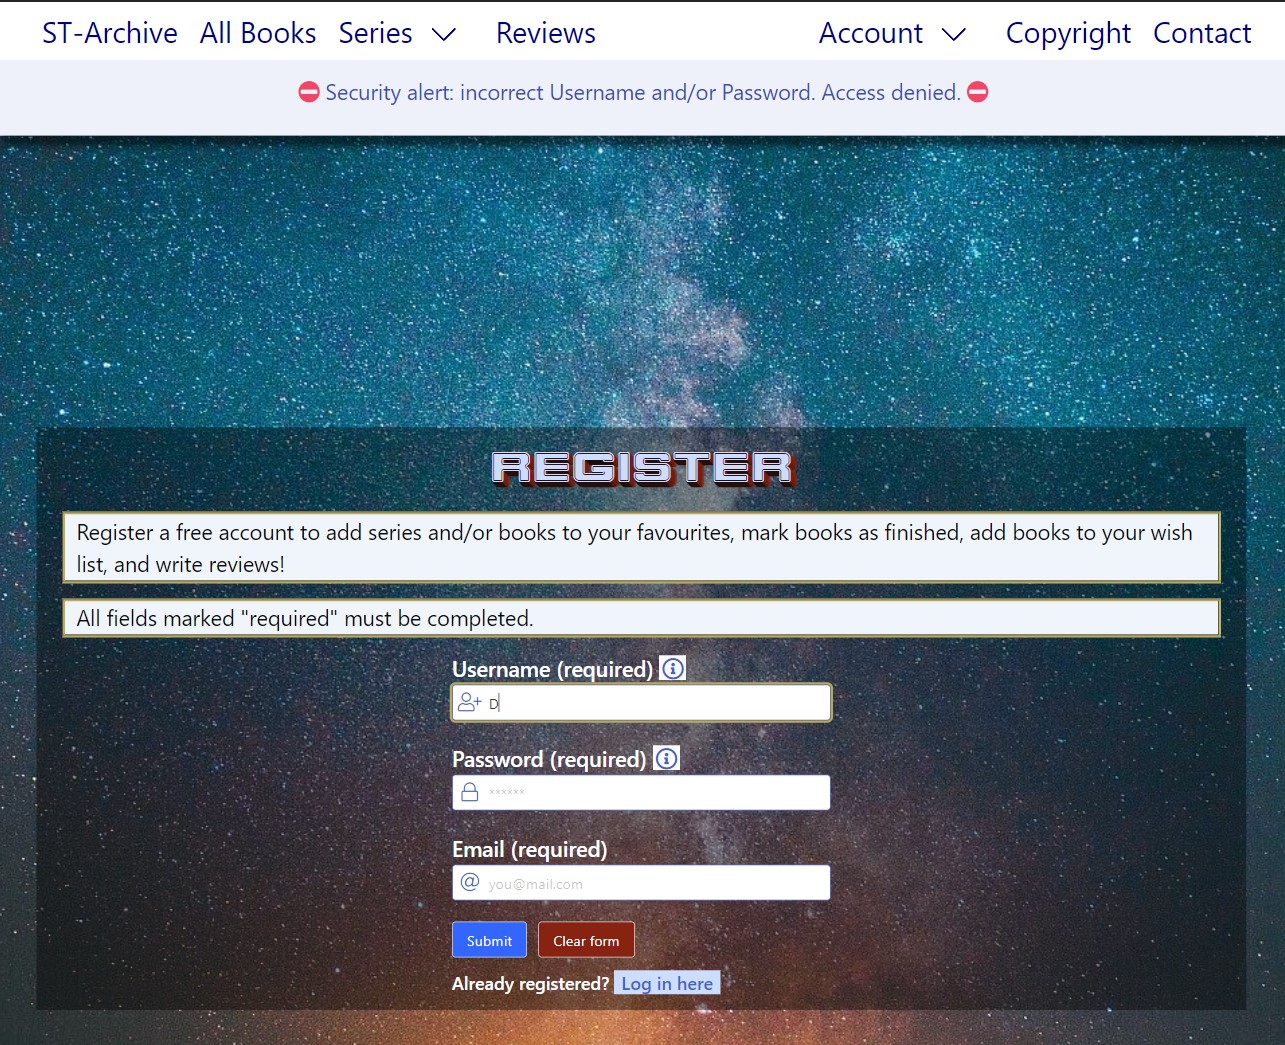 ST-Archive All Books Series Reviews Account Copyright Contact
Security alert: incorrect Username and/or Password. Access denied.
REGISTER
Register a free account to add series and/or books to your favourites, mark books as finished, add books to your wish
list, and write reviews!
All fields marked "required" must be completed.
Username (required)
D
Password (required)
******
Email (required)
@ you@mail.com
Submit Clear form
Already registered? Log in here